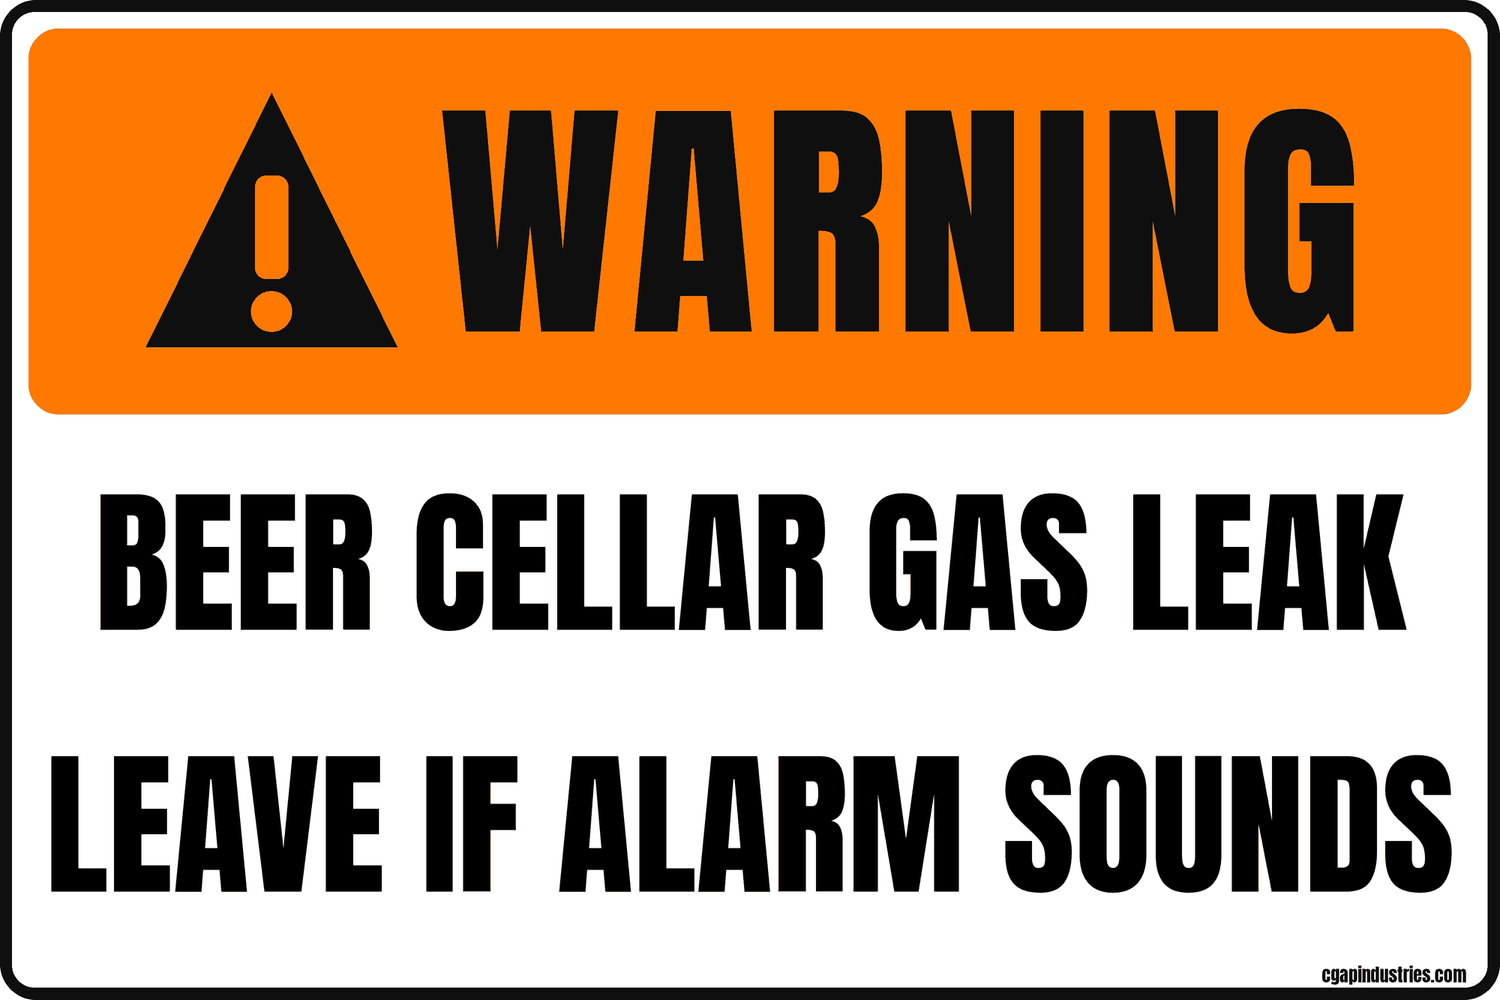 WARNING
BEER CELLAR GAS LEAK
LEAVE IF ALARM SOUNDS
cgapindustries.com